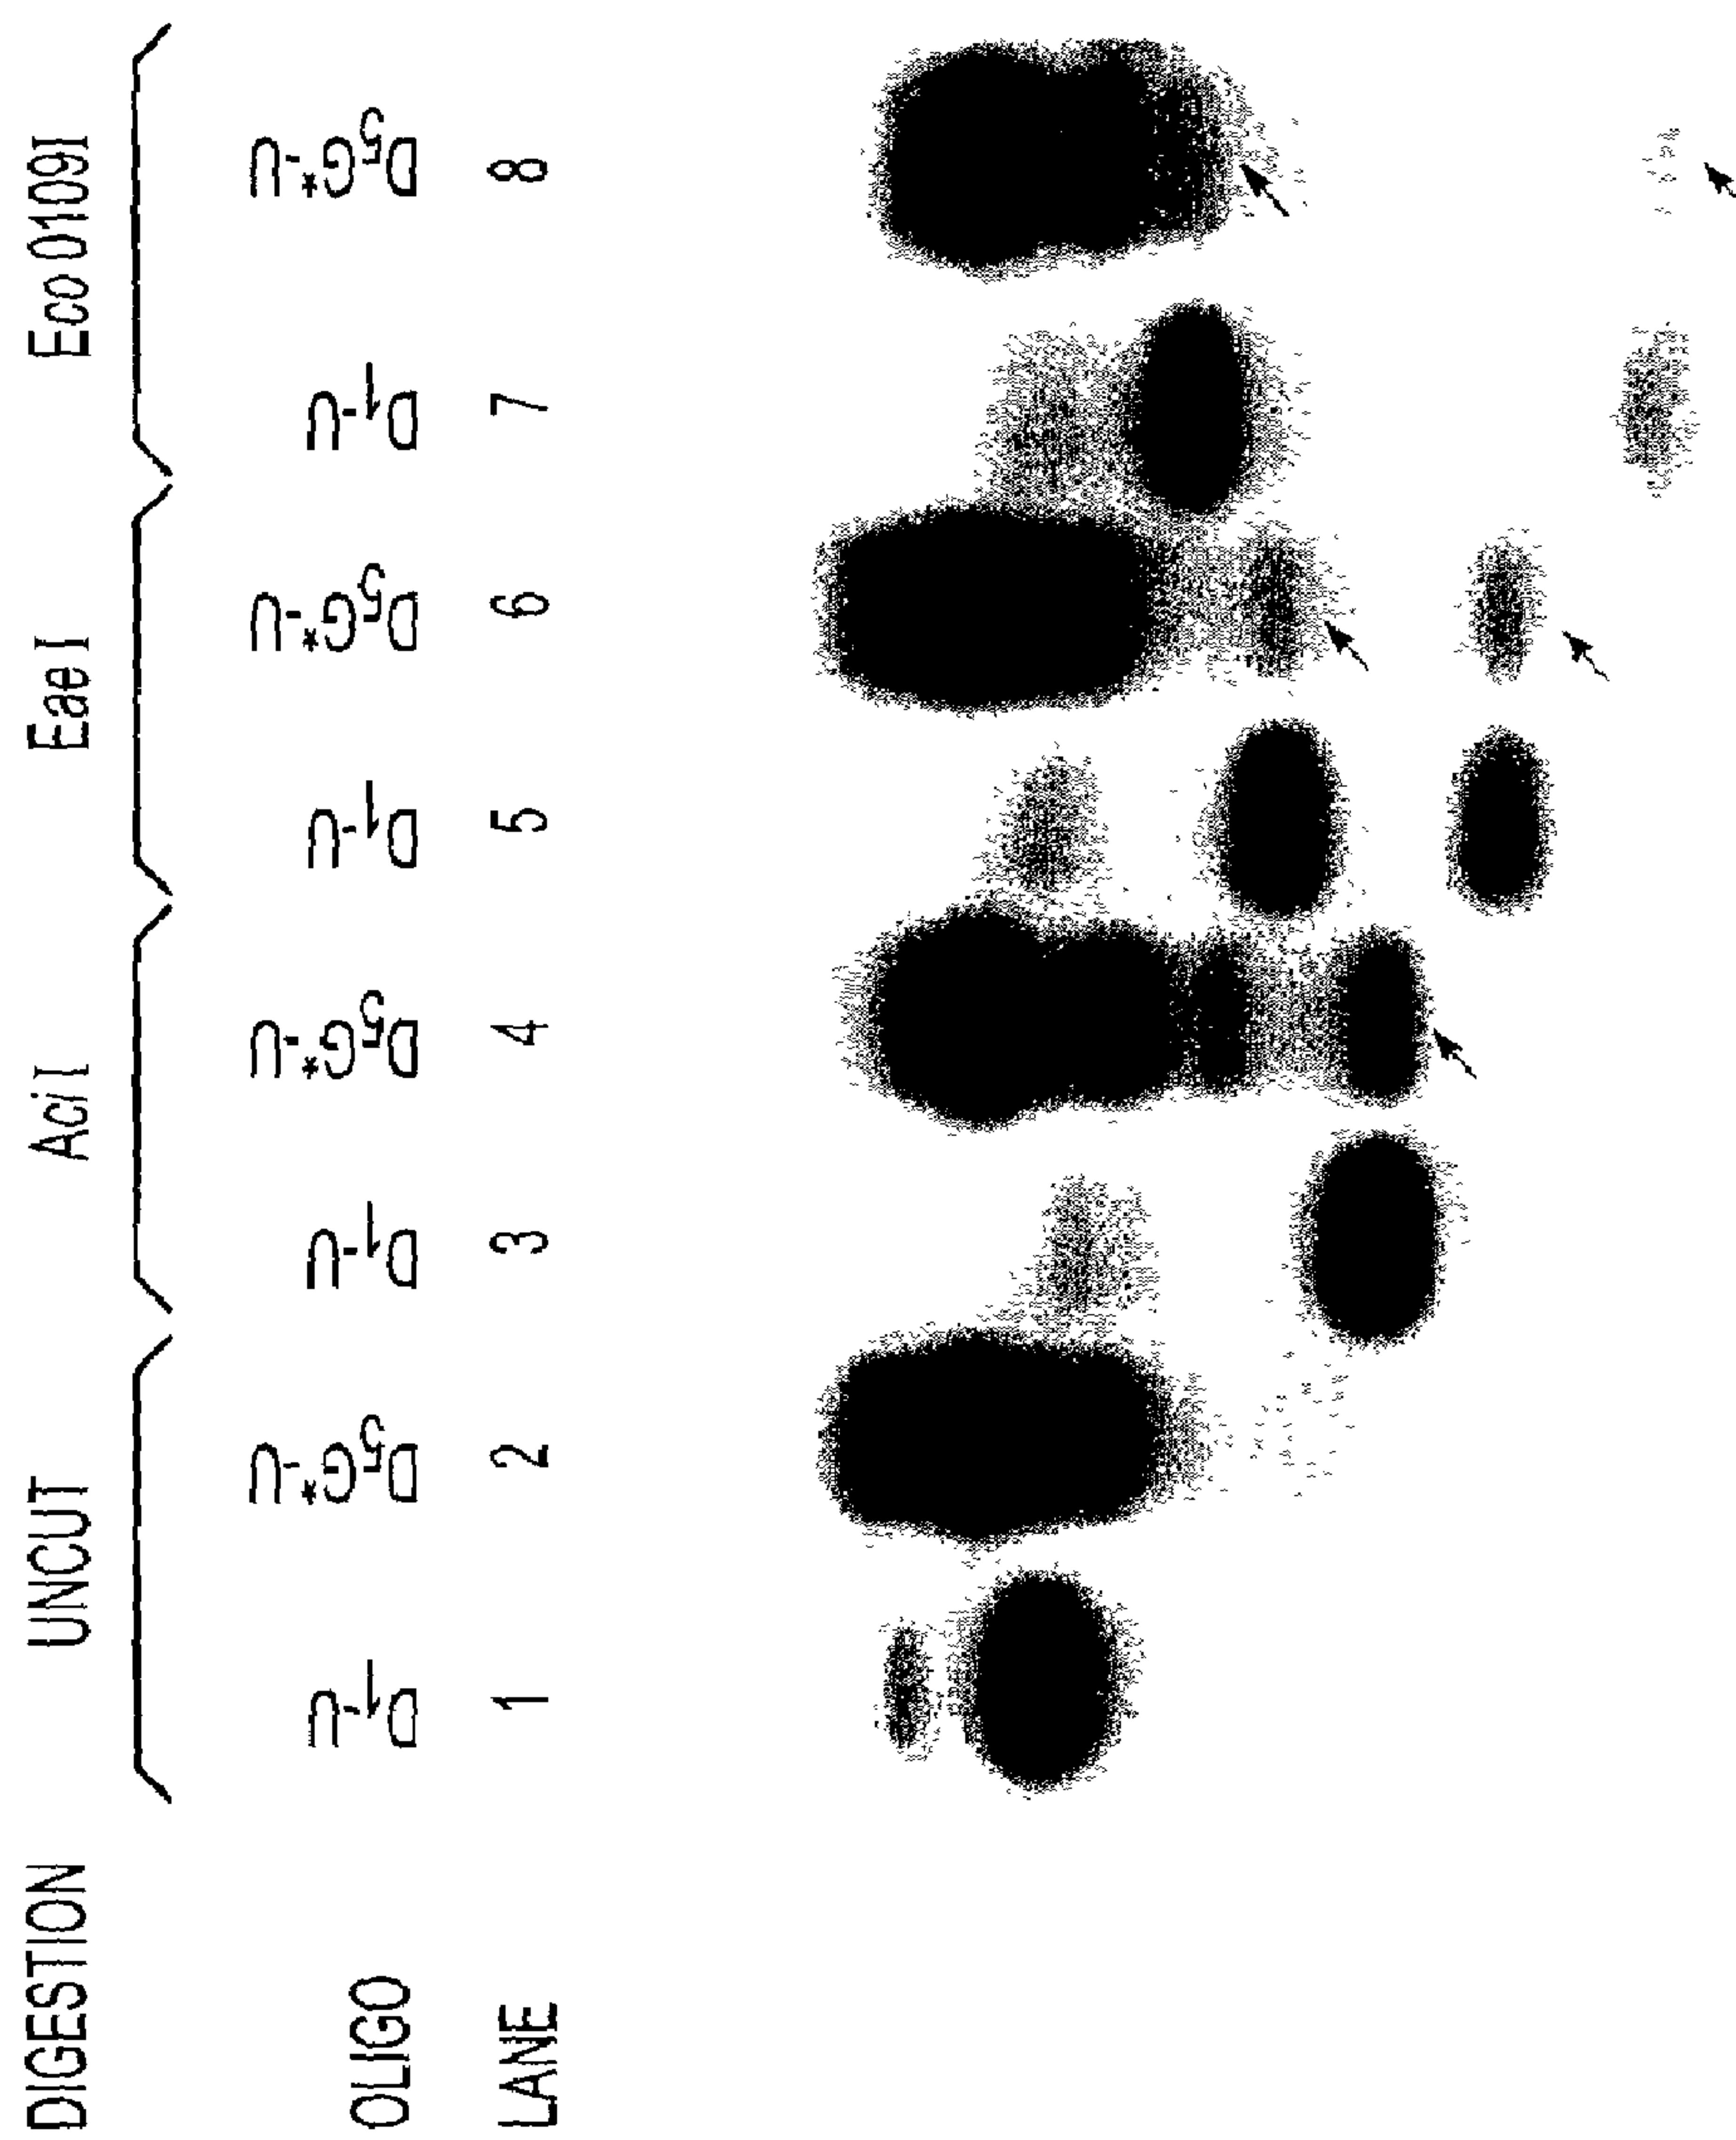 DIGESTION UNCUT Aci I Eae I Eco 0109I
OLIGO D1-U D5G*-U D1-U D5G*-U D1-U D5G*-U D1-U D5G*-U
LANE 1 2 3 4 5 6 7 8